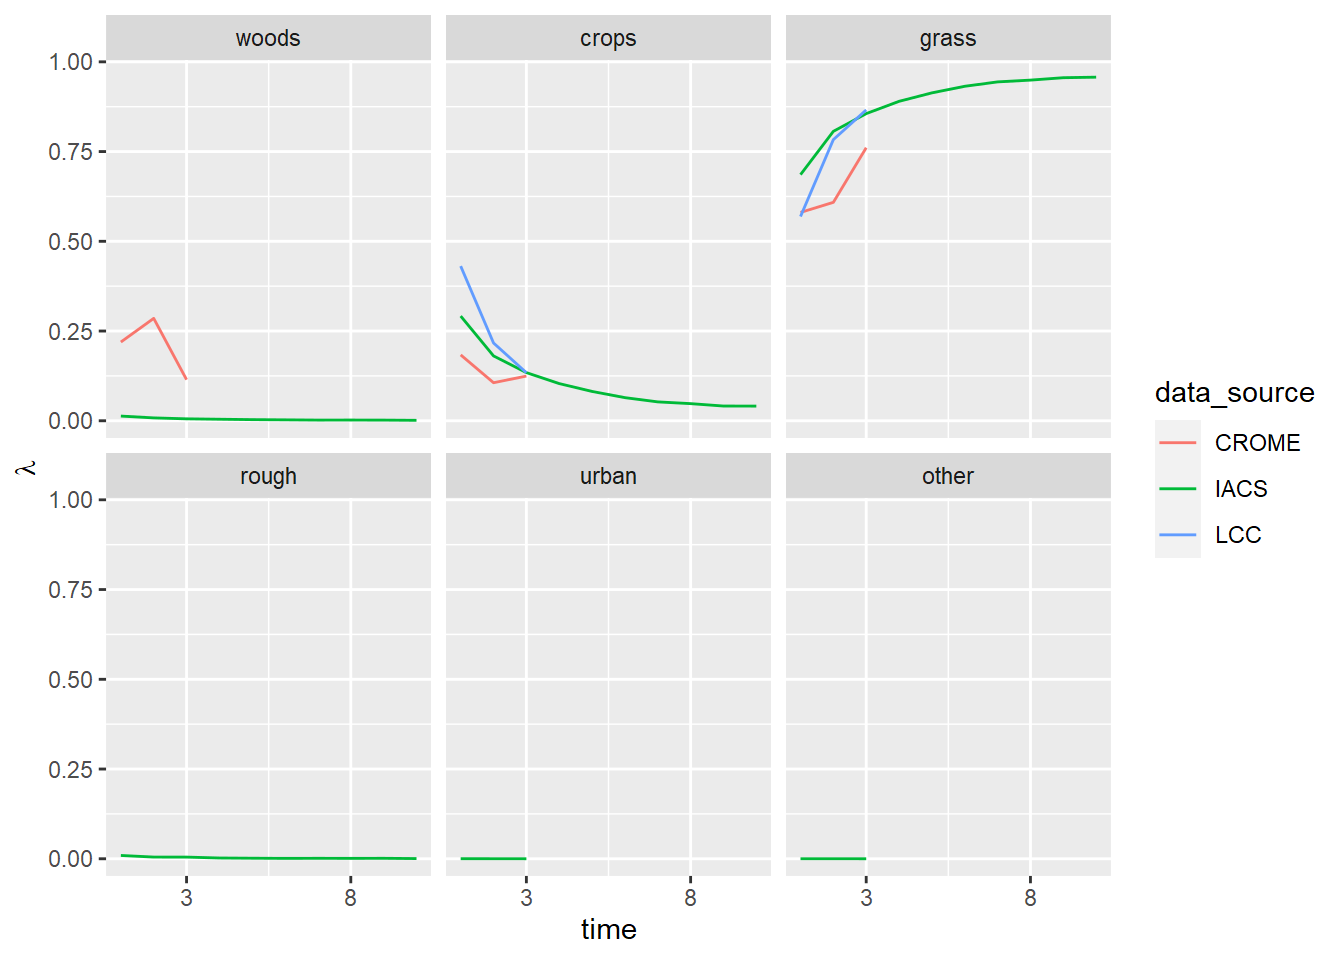 woods crops grass
1.00
0.75
0.50
0.25
0.00
λ
rough urban other
1.00
0.75
0.50
0.25
0.00
3 8 3 8 3 8
time
data_source
CROME
IACS
LCC